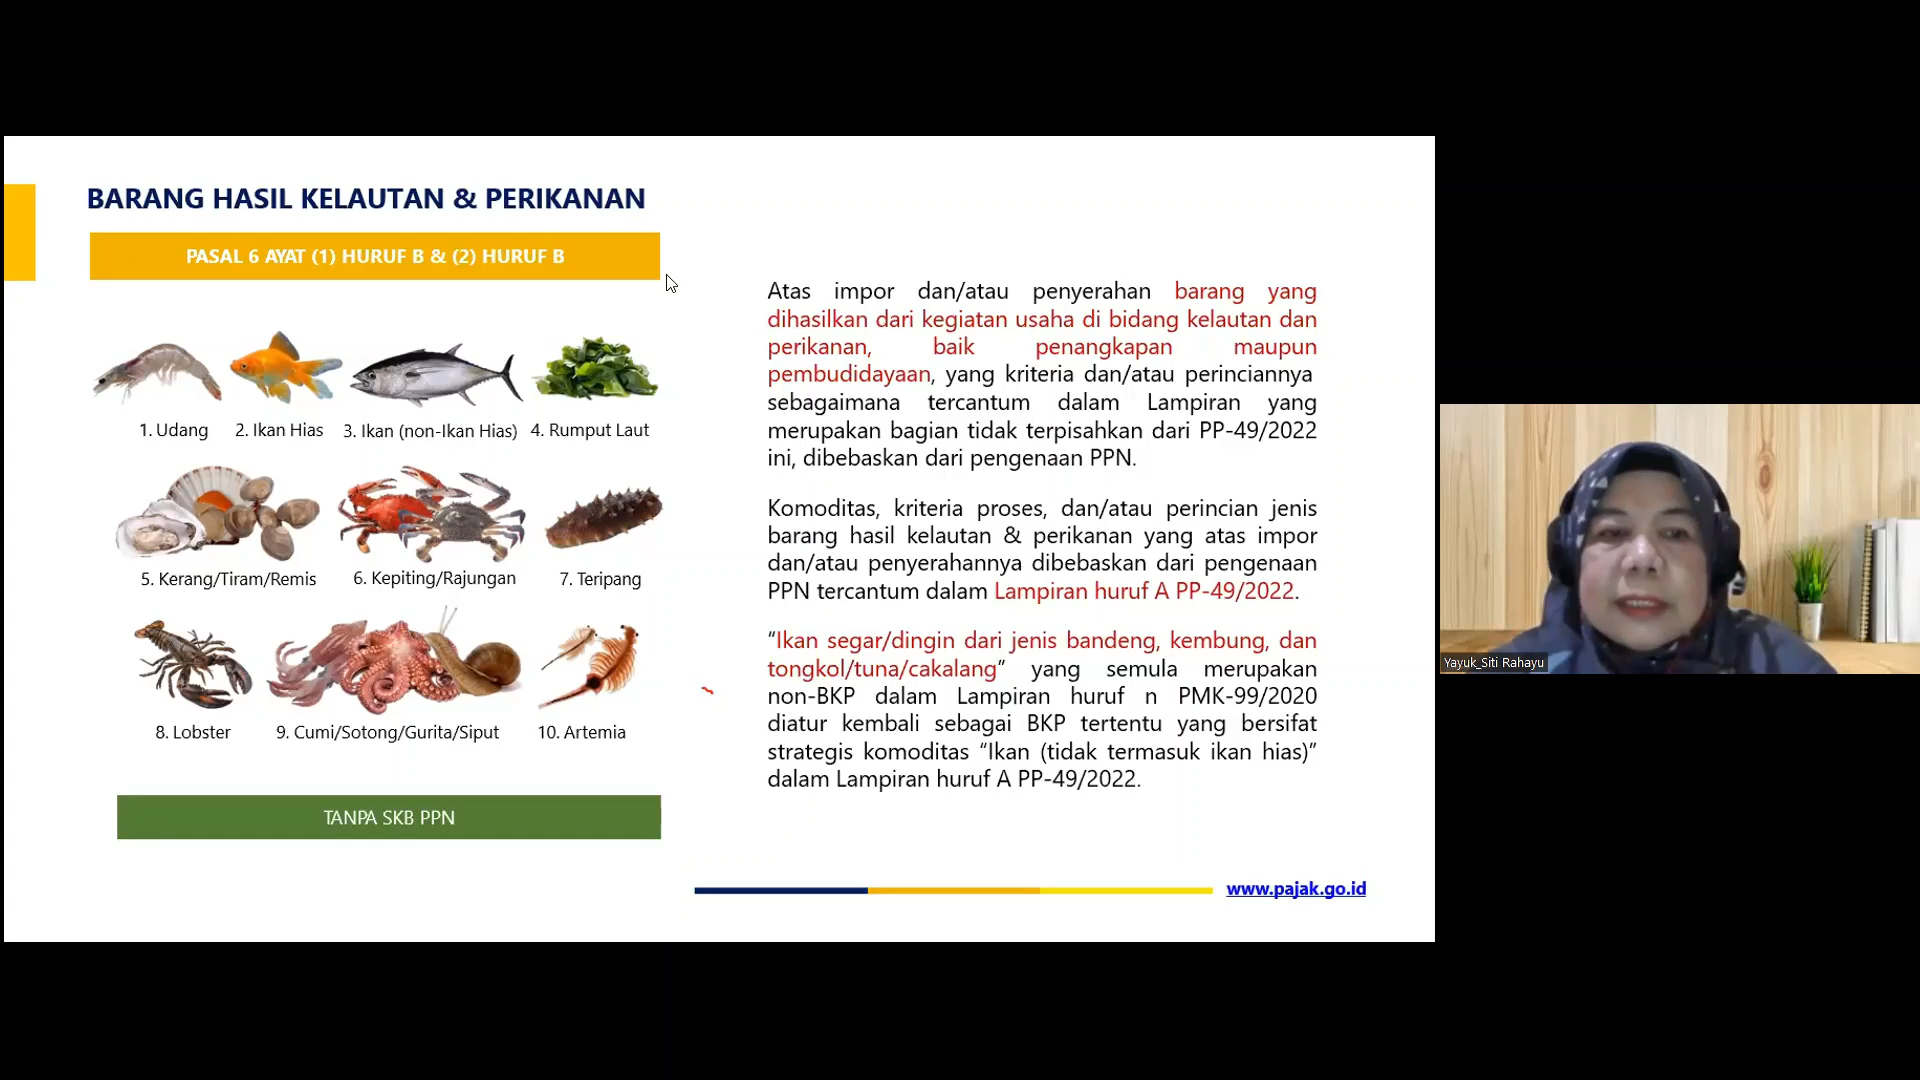 BARANG HASIL KELAUTAN & PERIKANAN
PASAL 6 AYAT (1) HURUF B & (2) HURUF B
1. Udang
2. Ikan Hias
3. Ikan (non-Ikan Hias)
4. Rumput Laut
5. Kerang/Tiram/Remis
6. Kepiting/Rajungan
7. Teripang
8. Lobster
9. Cumi/Sotong/Gurita/Siput
10. Artemia
TANPA SKB PPN
Atas impor dan/atau penyerahan barang yang
dihasilkan dari kegiatan usaha di bidang kelautan dan
perikanan, baik penangkapan maupun
pembudidayaan, yang kriteria dan/atau perinciannya
sebagaimana tercantum dalam Lampiran yang
merupakan bagian tidak terpisahkan dari PP-49/2022
ini, dibebaskan dari pengenaan PPN.
Komoditas, kriteria proses, dan/atau perincian jenis
barang hasil kelautan & perikanan yang atas impor
dan/atau penyerahannya dibebaskan dari pengenaan
PPN tercantum dalam Lampiran huruf A PP-49/2022.
“Ikan segar/dingin dari jenis bandeng, kembung, dan
tongkol/tuna/cakalang” yang semula merupakan
non-BKP dalam Lampiran huruf n PMK-99/2020
diatur kembali sebagai BKP tertentu yang bersifat
strategis komoditas “Ikan (tidak termasuk ikan hias)”
dalam Lampiran huruf A PP-49/2022.
www.pajak.go.id
Yayuk_Siti Rahayu